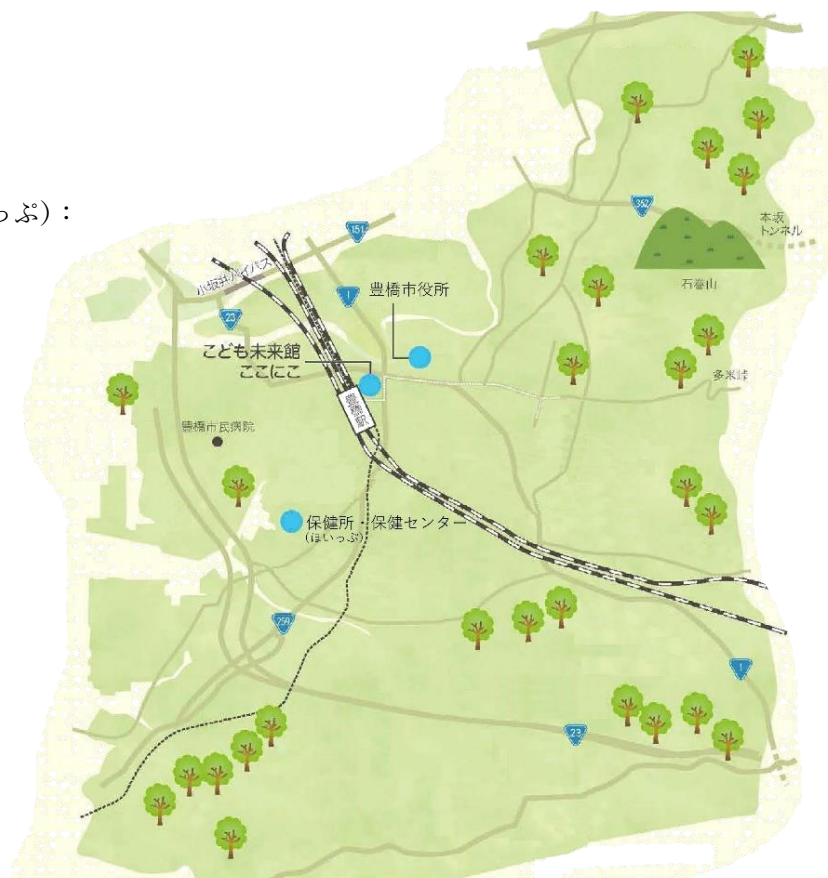 っぷ）：
362
本坂
トンネル
石巻山
151
小坂井バイパス
1
豊橋市役所
23
こども未来館
ここにこ
多米峠
豊橋駅
豊橋市民病院
保健所・保健センター
(ほいっぷ)
259
1
23